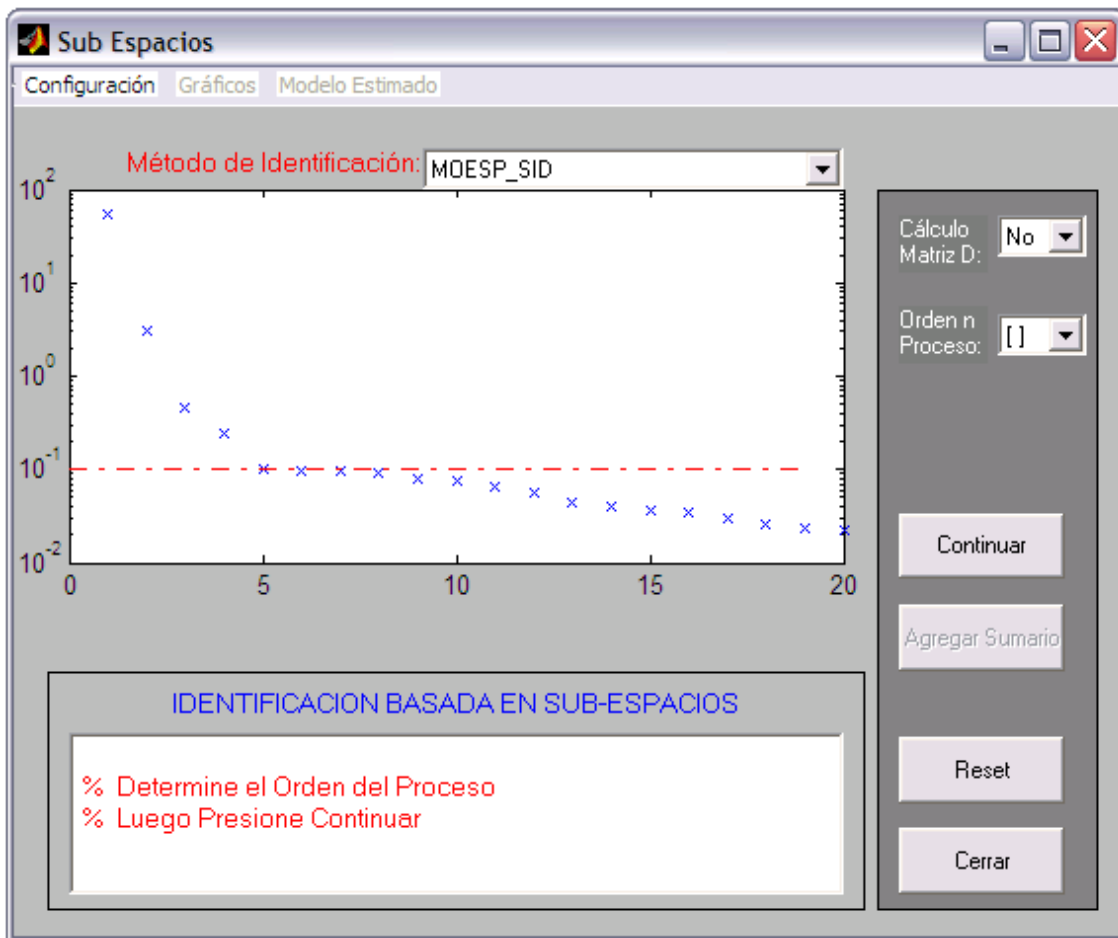 Sub Espacios
Configuración Gráficos Modelo Estimado
Método de Identificación: MOESP_SID
10^2
10^1
10^0
10^-1
10^-2
0 5 10 15 20
Cálculo
Matriz D:
No
Orden n
Proceso:
[ ]
Continuar
Agregar Sumario
Reset
Cerrar
IDENTIFICACION BASADA EN SUB-ESPACIOS
% Determine el Orden del Proceso
% Luego Presione Continuar